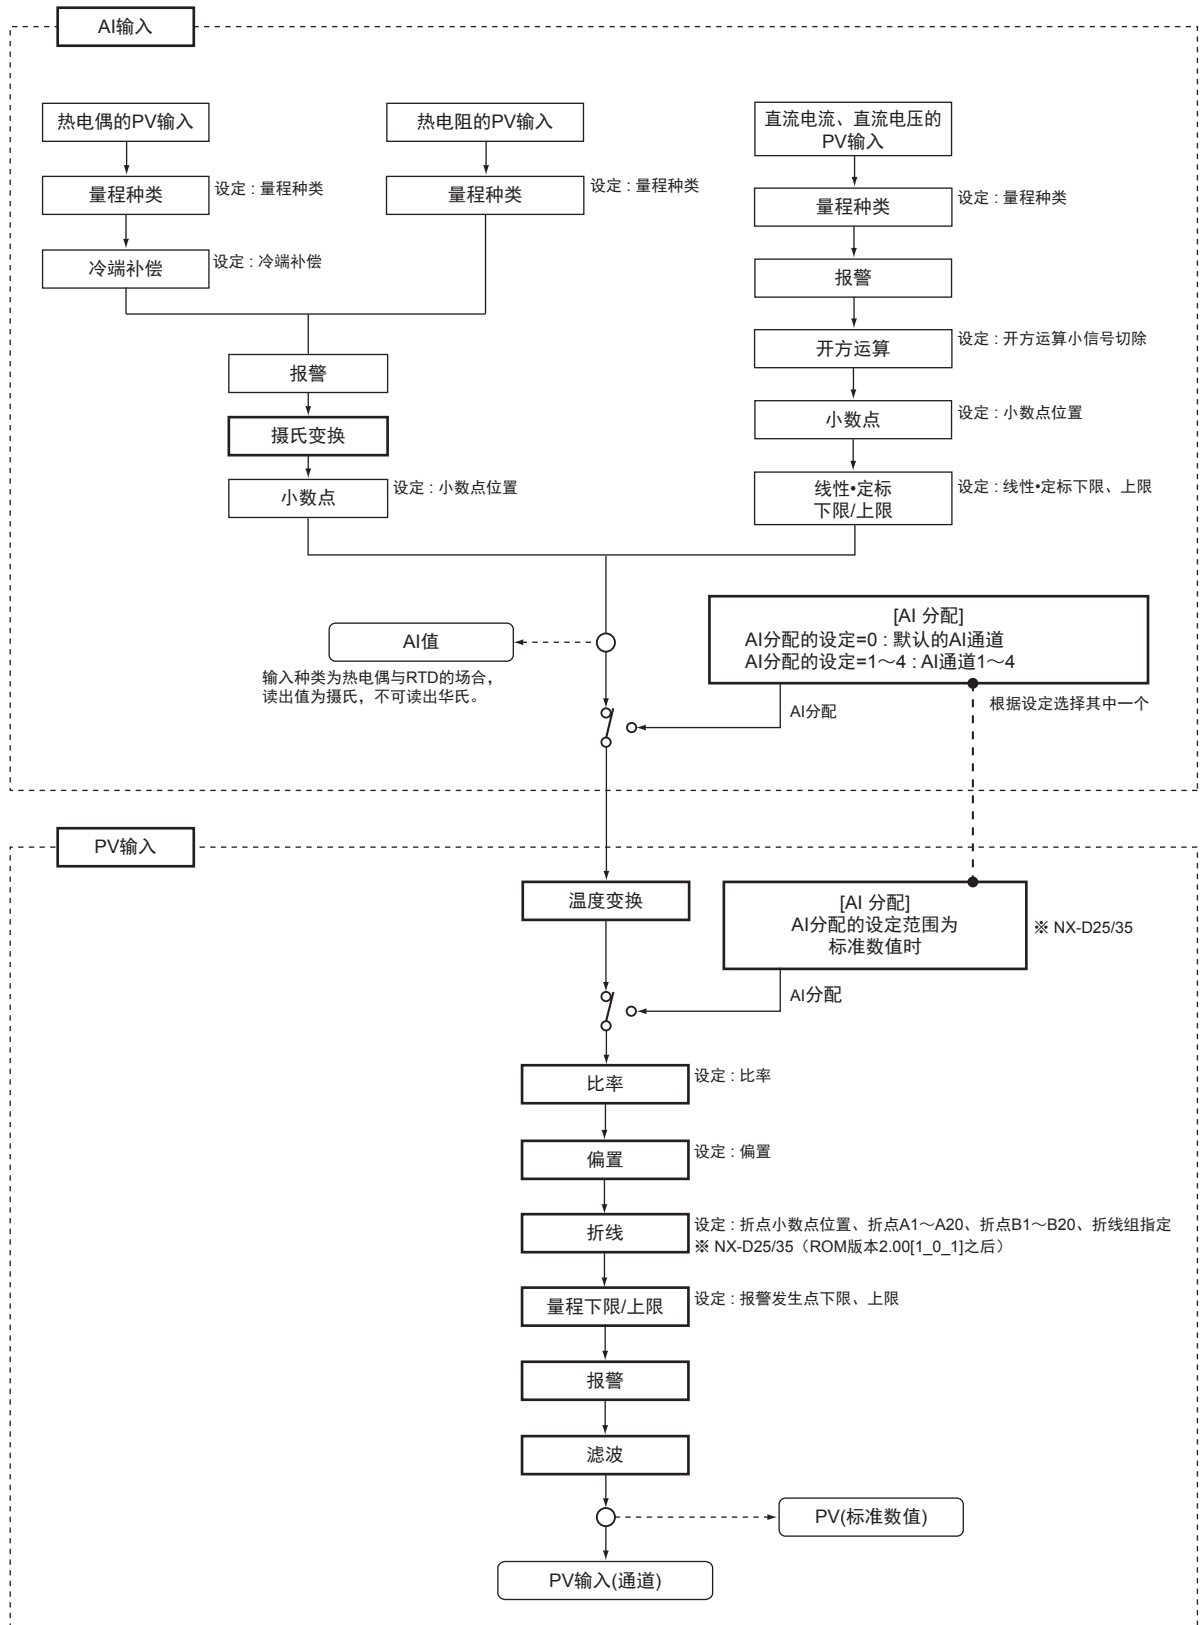 AI输入
热电偶的PV输入
热电阻的PV输入
直流电流、直流电压的
PV输入
量程种类
设定 : 量程种类
量程种类
设定 : 量程种类
量程种类
设定 : 量程种类
冷端补偿
设定 : 冷端补偿
报警
开方运算
设定 : 开方运算小信号切除
报警
摄氏变换
小数点
设定 : 小数点位置
小数点
设定 : 小数点位置
线性•定标
下限/上限
设定 : 线性•定标下限、上限
AI值
输入种类为热电偶与RTD的场合，
读出值为摄氏，不可读出华氏。
[AI 分配]
AI分配的设定=0 : 默认的AI通道
AI分配的设定=1～4 : AI通道1～4
AI分配
根据设定选择其中一个
PV输入
温度变换
[AI 分配]
AI分配的设定范围为
标准数值时
※ NX-D25/35
AI分配
比率
设定 : 比率
偏置
设定 : 偏置
折线
设定 : 折点小数点位置、折点A1～A20、折点B1～B20、折线组指定
※ NX-D25/35（ROM版本2.00[1_0_1]之后）
量程下限/上限
设定 : 报警发生点下限、上限
报警
滤波
PV(标准数值)
PV输入(通道)